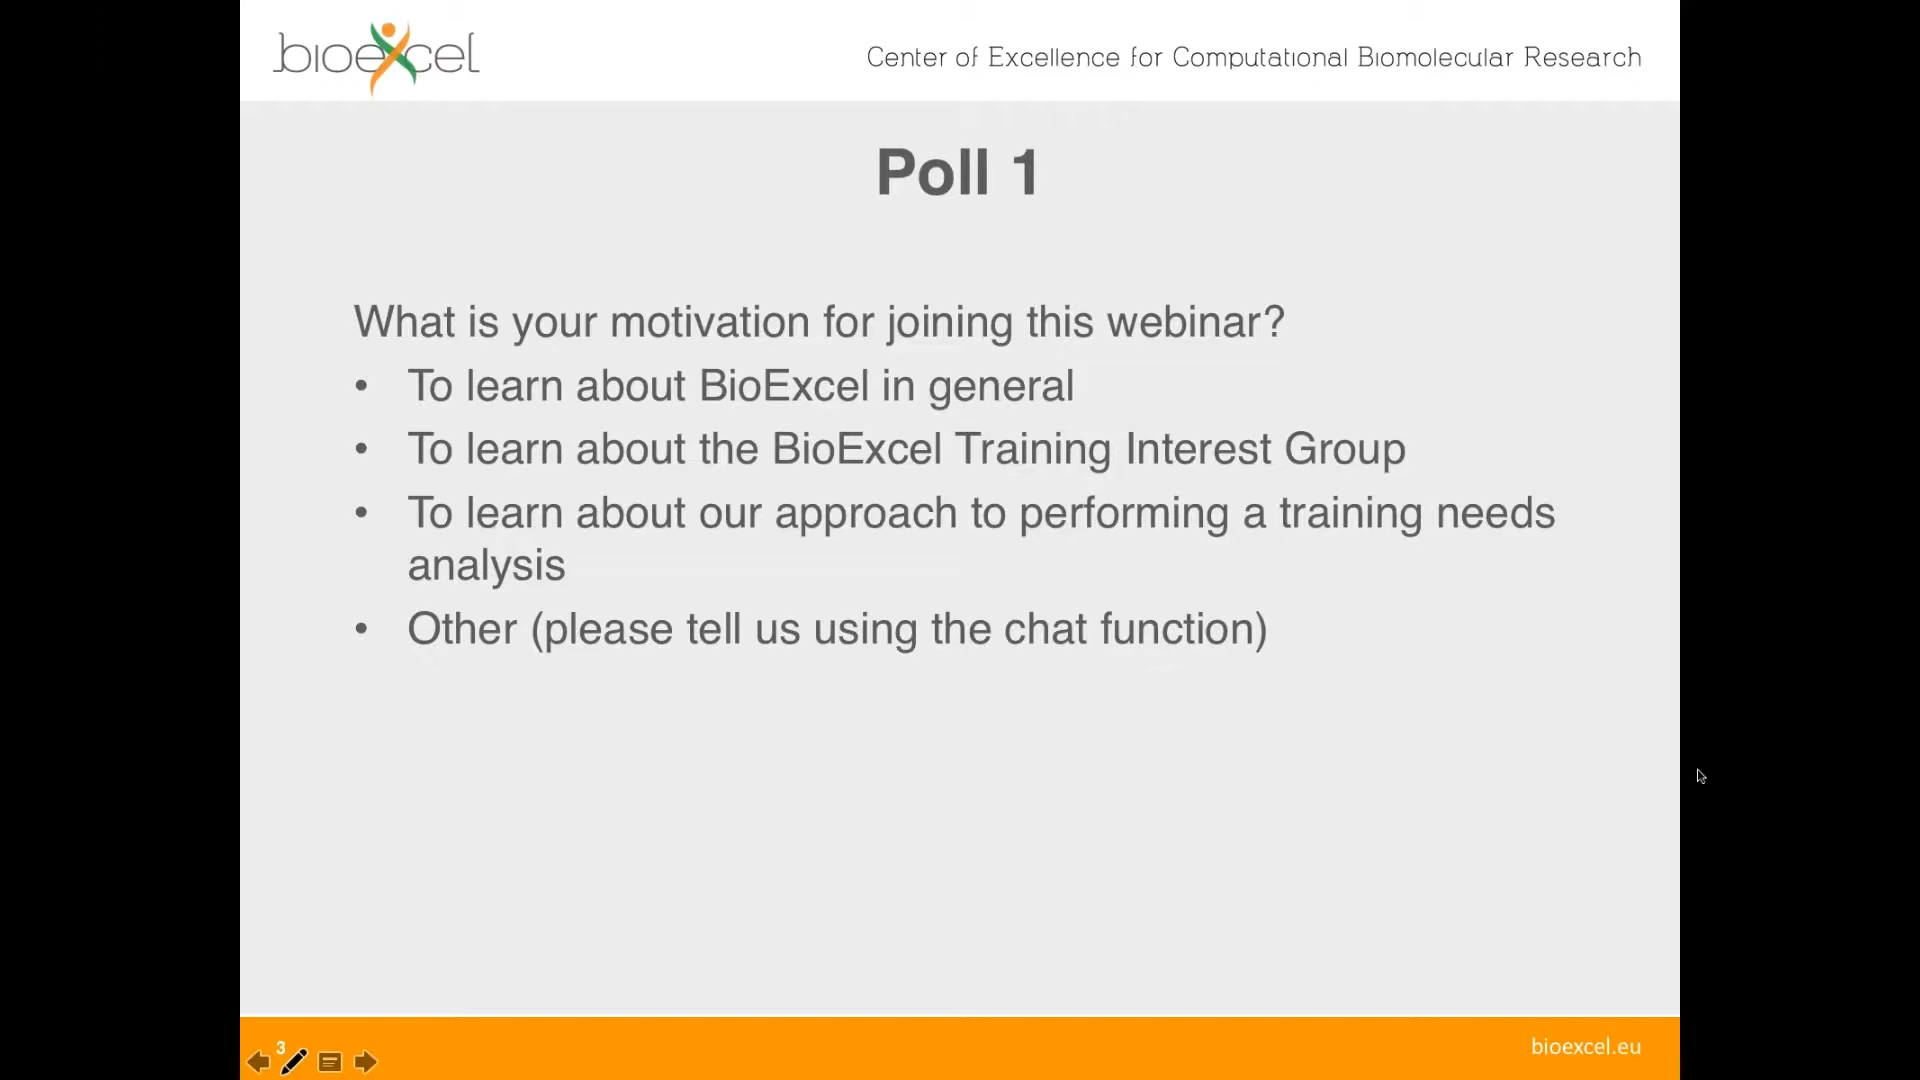 bioexcel
Center of Excellence for Computational Biomolecular Research
Poll 1
What is your motivation for joining this webinar?
• To learn about BioExcel in general
• To learn about the BioExcel Training Interest Group
• To learn about our approach to performing a training needs
analysis
• Other (please tell us using the chat function)
3
bioexcel.eu